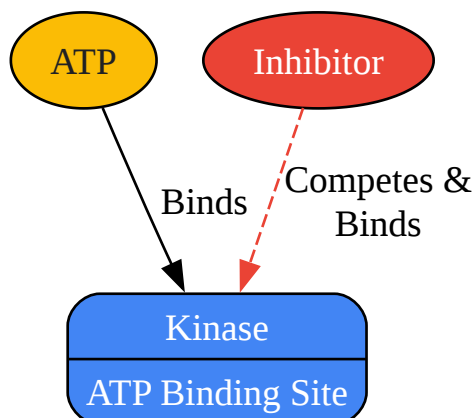 ATP
Inhibitor
Binds
Competes &
Binds
Kinase
ATP Binding Site